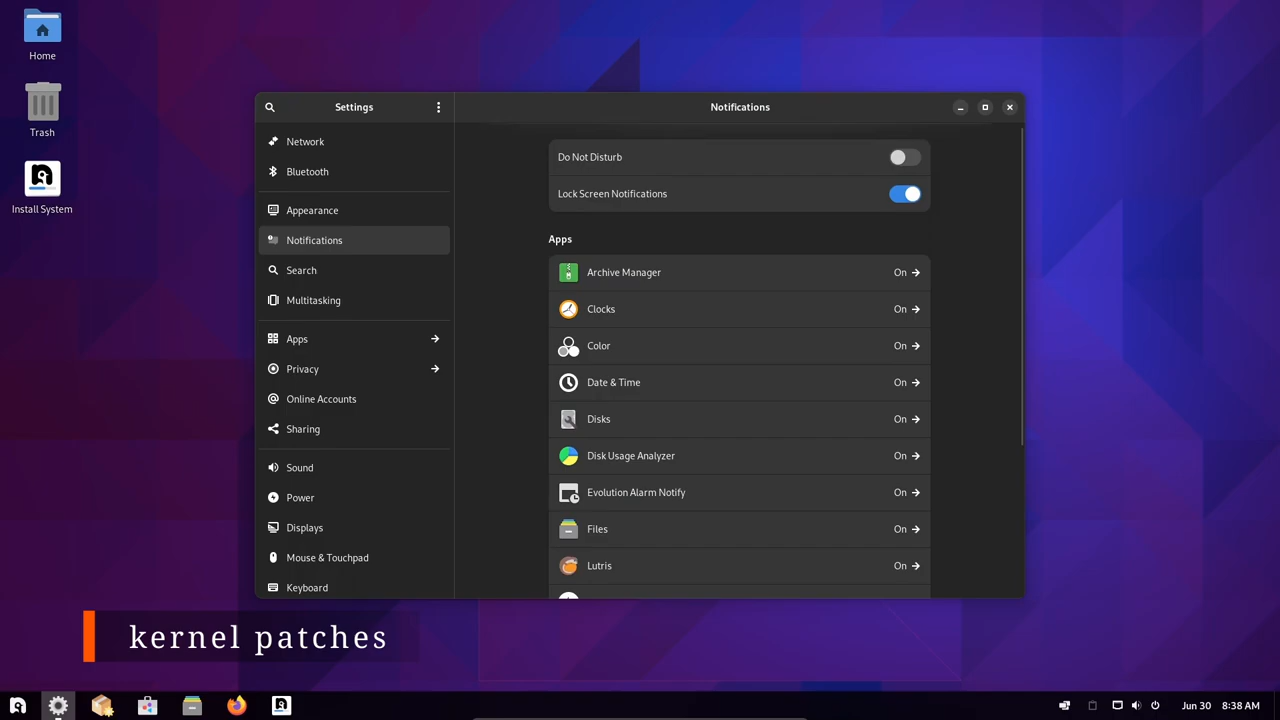 Home
Trash
Install System
Settings
Notifications
Network
Bluetooth
Appearance
Notifications
Search
Multitasking
Apps
Privacy
Online Accounts
Sharing
Sound
Power
Displays
Mouse & Touchpad
Keyboard
Do Not Disturb
Lock Screen Notifications
Apps
Archive Manager On
Clocks On
Color On
Date & Time On
Disks On
Disk Usage Analyzer On
Evolution Alarm Notify On
Files On
Lutris On
kernel patches
Jun 30 8:38 AM